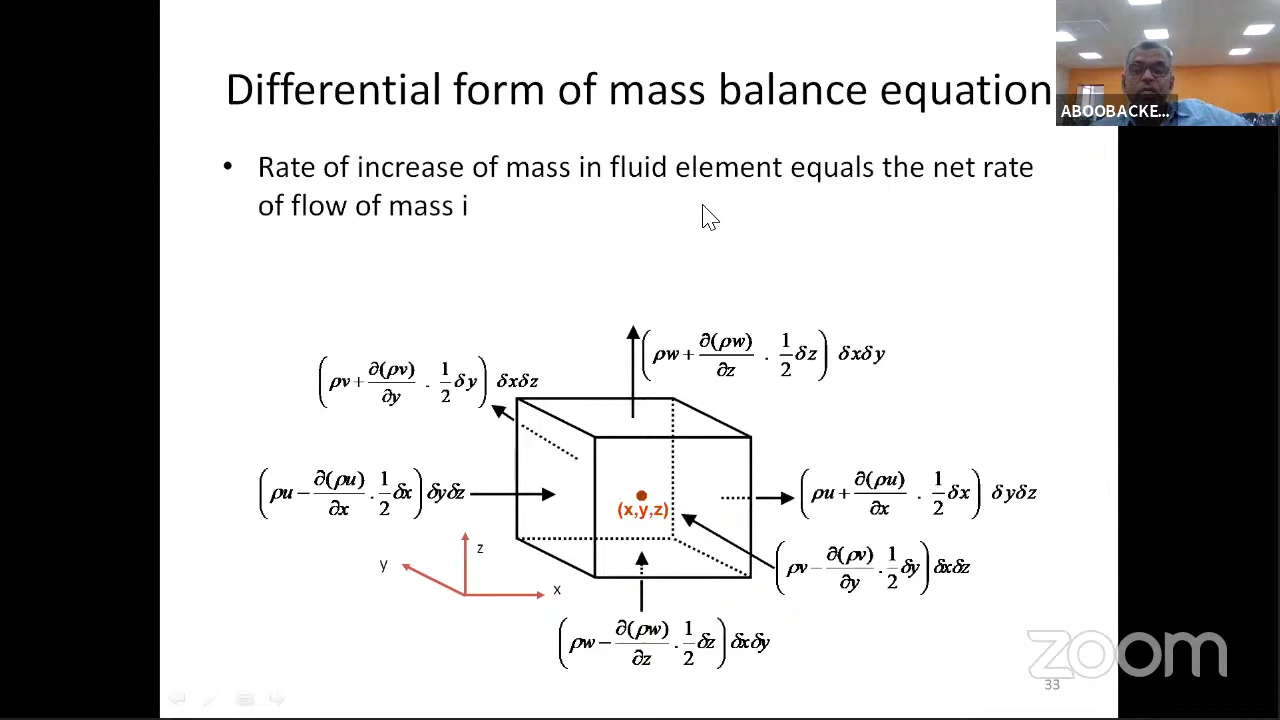 Differential form of mass balance equation
ABOOBACKE...
• Rate of increase of mass in fluid element equals the net rate
of flow of mass i
(ρw + ∂(ρw)/∂z . 1/2 δz) δxδy
(ρv + ∂(ρv)/∂y . 1/2 δy) δxδz
(ρu − ∂(ρu)/∂x . 1/2 δx) δyδz
(ρu + ∂(ρu)/∂x . 1/2 δx) δyδz
(x,y,z)
z
y
x
(ρv − ∂(ρv)/∂y . 1/2 δy) δxδz
(ρw − ∂(ρw)/∂z . 1/2 δz) δxδy
zoom
33